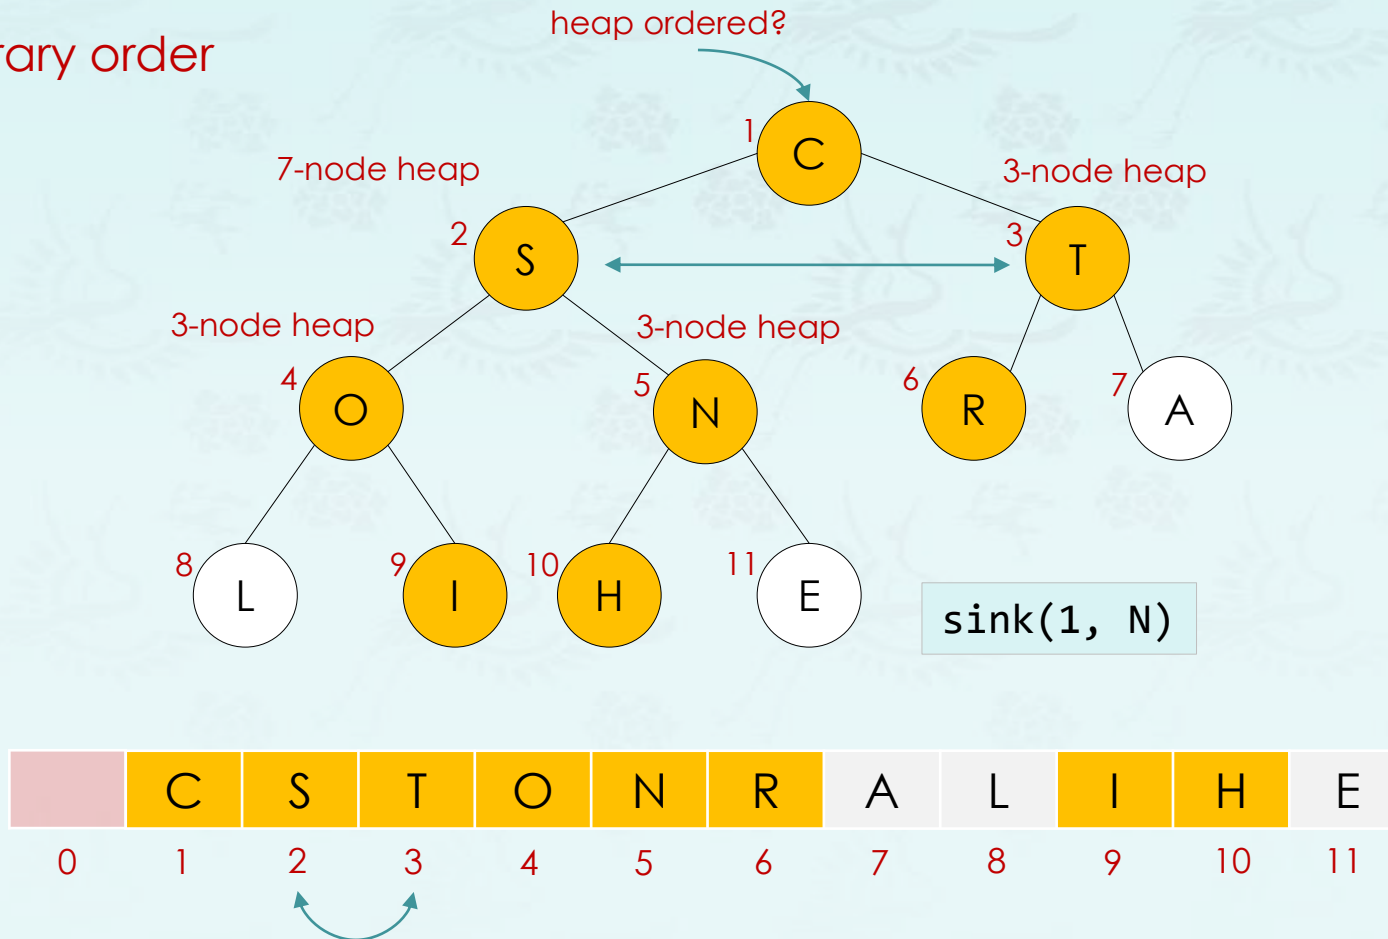 heap ordered?
rary order
1
C
7-node heap
3-node heap
2
S
3
T
3-node heap
3-node heap
4
O
5
N
6
R
7
A
8
L
9
I
10
H
11
E
sink(1, N)
C S T O N R A L I H E
0 1 2 3 4 5 6 7 8 9 10 11